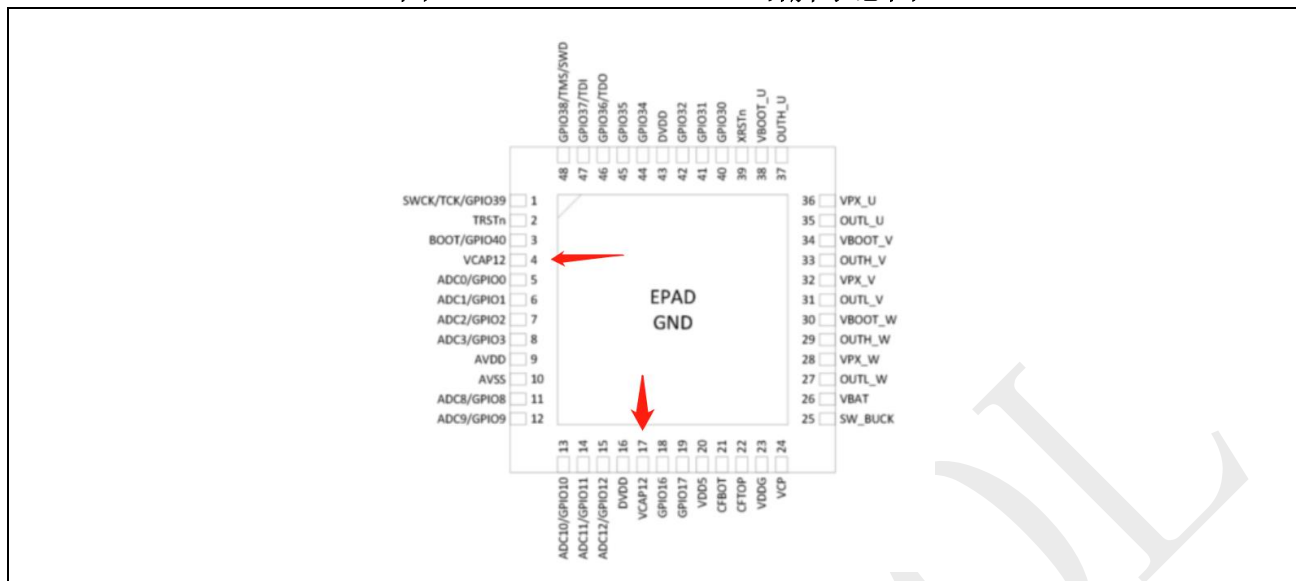 GPIO38/TMS/SWD
GPIO37/TDI
GPIO36/TDO
GPIO35
GPIO34
DVDD
GPIO32
GPIO31
GPIO30
XRSTn
VBOOT_U
OUTH_U
48 47 46 45 44 43 42 41 40 39 38 37
SWCK/TCK/GPIO39 1
TRSTn 2
BOOT/GPIO40 3
VCAP12 4
ADC0/GPIO0 5
ADC1/GPIO1 6
ADC2/GPIO2 7
ADC3/GPIO3 8
AVDD 9
AVSS 10
ADC8/GPIO8 11
ADC9/GPIO9 12
EPAD
GND
36 VPX_U
35 OUTL_U
34 VBOOT_V
33 OUTH_V
32 VPX_V
31 OUTL_V
30 VBOOT_W
29 OUTH_W
28 VPX_W
27 OUTL_W
26 VBAT
25 SW_BUCK
13 14 15 16 17 18 19 20 21 22 23 24
ADC10/GPIO10
ADC11/GPIO11
ADC12/GPIO12
DVDD
VCAP12
GPIO16
GPIO17
VDD5
CFBOT
CFTOP
VDDG
VCP